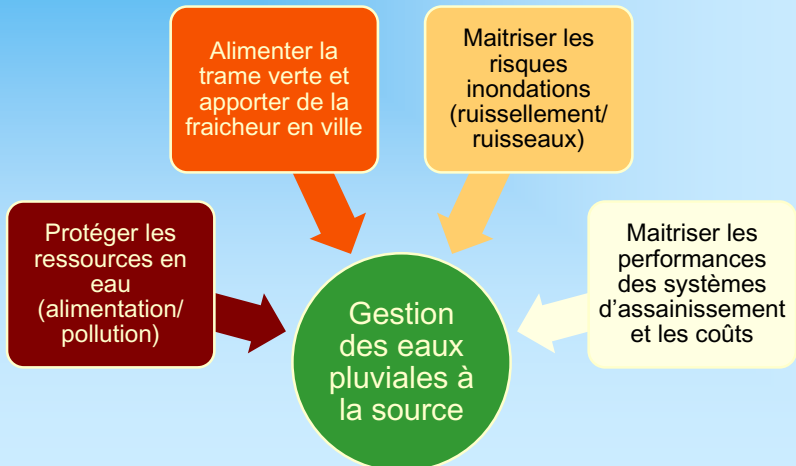 Alimenter la
trame verte et
apporter de la
fraicheur en ville
Maitriser les
risques
inondations
(ruissellement/
ruisseaux)
Protéger les
ressources en
eau
(alimentation/
pollution)
Maitriser les
performances
des systèmes
d’assainissement
et les coûts
Gestion
des eaux
pluviales à
la source